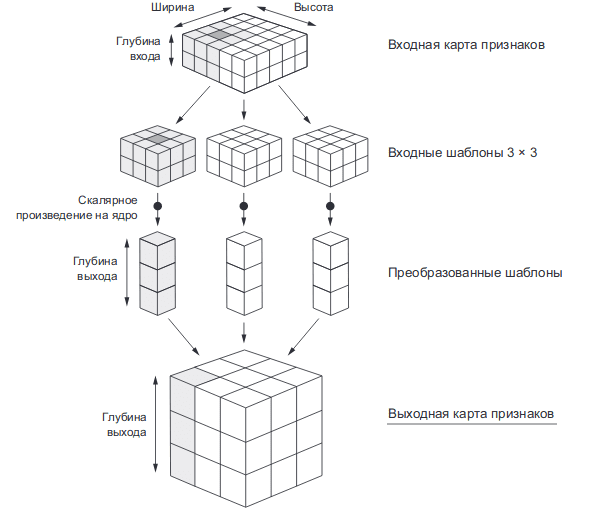 Ширина
Высота
Глубина
входа
Входная карта признаков
Входные шаблоны 3 × 3
Скалярное
произведение на ядро
Глубина
выхода
Преобразованные шаблоны
Глубина
выхода
Выходная карта признаков